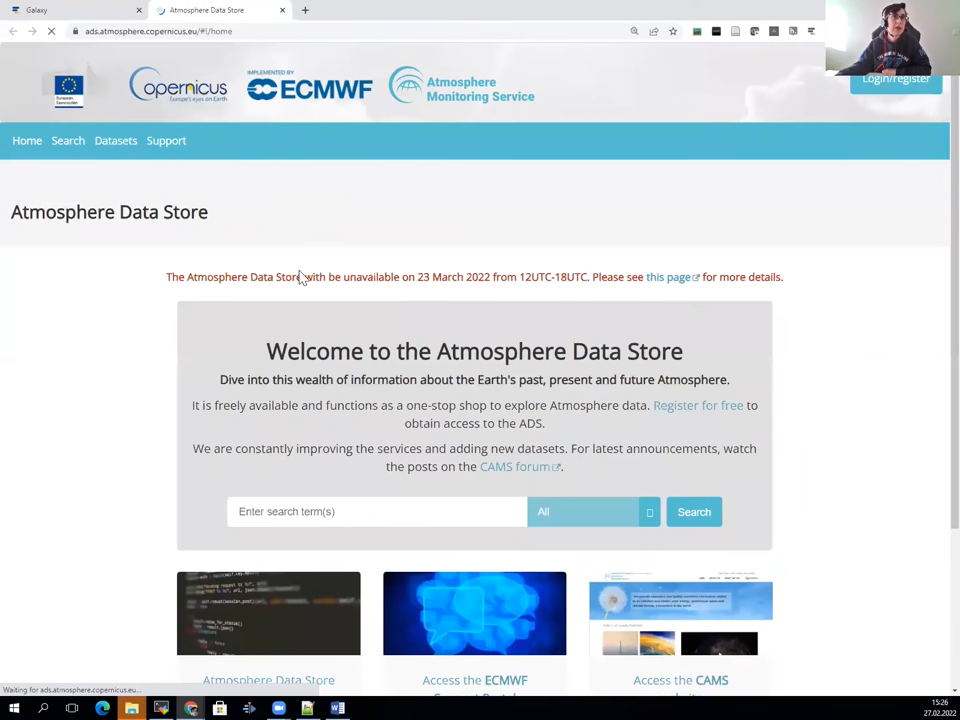 Galaxy
Atmosphere Data Store
ads.atmosphere.copernicus.eu/#!/home
European
Commission
Copernicus
Europe's eyes on Earth
IMPLEMENTED BY
ECMWF
Atmosphere
Monitoring Service
Login/register
Home Search Datasets Support
Atmosphere Data Store
The Atmosphere Data Store with be unavailable on 23 March 2022 from 12UTC-18UTC. Please see this page for more details.
Welcome to the Atmosphere Data Store
Dive into this wealth of information about the Earth's past, present and future Atmosphere.
It is freely available and functions as a one-stop shop to explore Atmosphere data. Register for free to
obtain access to the ADS.
We are constantly improving the services and adding new datasets. For latest announcements, watch
the posts on the CAMS forum.
Enter search term(s)
All
Search
Atmosphere Data Store
Access the ECMWF
Access the CAMS
Waiting for ads.atmosphere.copernicus.eu...
15:26
27.02.2022